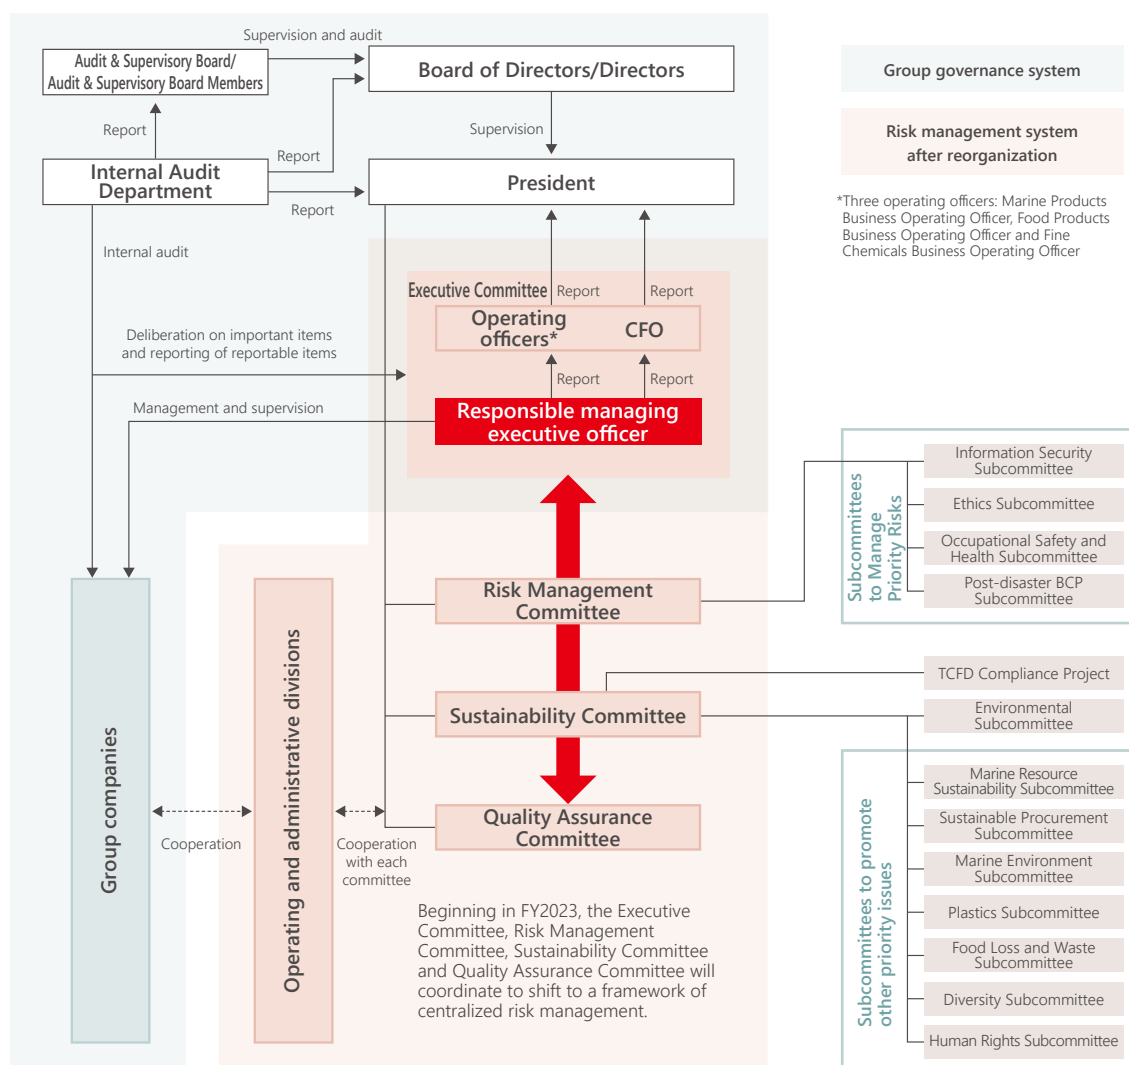 Supervision and audit
Audit & Supervisory Board/
Audit & Supervisory Board Members
Board of Directors/Directors
Group governance system
Report
Supervision
Risk management system
after reorganization
Report
Internal Audit
Department
President
Report
*Three operating officers: Marine Products
Business Operating Officer, Food Products
Business Operating Officer and Fine
Chemicals Business Operating Officer
Internal audit
Executive Committee
Report
Report
Operating
officers*
CFO
Deliberation on important items
and reporting of reportable items
Report
Report
Management and supervision
Responsible managing
executive officer
Subcommittees
to Manage
Priority Risks
Information Security
Subcommittee
Ethics Subcommittee
Occupational Safety and
Health Subcommittee
Post-disaster BCP
Subcommittee
Risk Management
Committee
TCFD Compliance Project
Sustainability Committee
Environmental
Subcommittee
Group companies
Operating and administrative divisions
Subcommittees to promote
other priority issues
Marine Resource
Sustainability Subcommittee
Sustainable Procurement
Subcommittee
Marine Environment
Subcommittee
Plastics Subcommittee
Food Loss and Waste
Subcommittee
Diversity Subcommittee
Human Rights Subcommittee
Quality Assurance
Committee
Cooperation
Cooperation
with each
committee
Beginning in FY2023, the Executive
Committee, Risk Management
Committee, Sustainability Committee
and Quality Assurance Committee will
coordinate to shift to a framework of
centralized risk management.